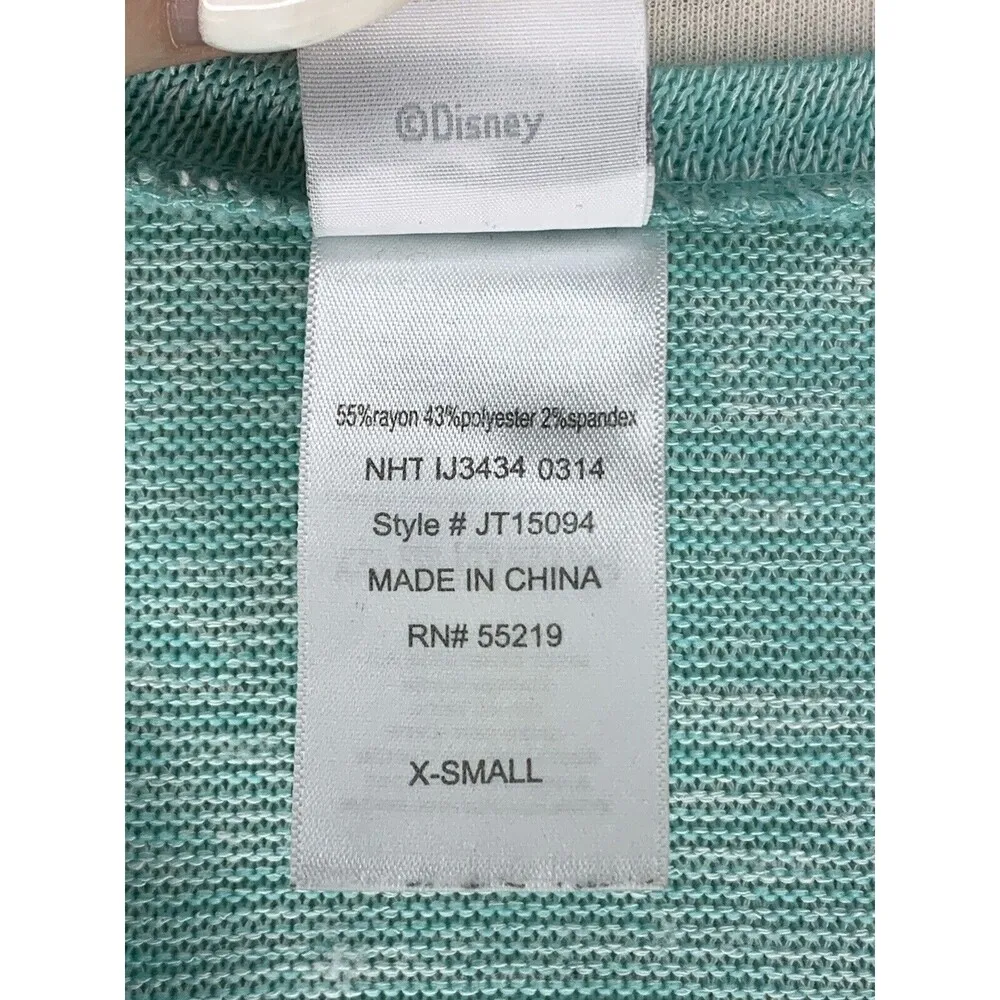 ©Disney
55%rayon 43%polyester 2%spandex
NHT IJ3434 0314
Style # JT15094
MADE IN CHINA
RN# 55219
X-SMALL